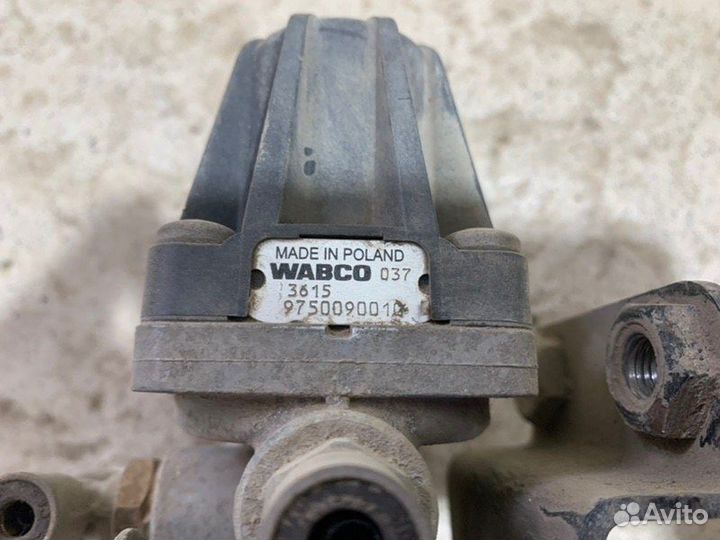 MADE IN POLAND
WABCO 037
3615
9750090010
Avito